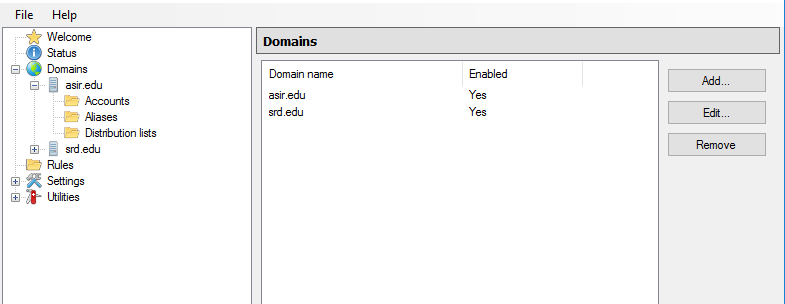 File Help
Welcome
Status
Domains
asir.edu
Accounts
Aliases
Distribution lists
srd.edu
Rules
Settings
Utilities
Domains
Domain name Enabled
asir.edu Yes
srd.edu Yes
Add...
Edit...
Remove